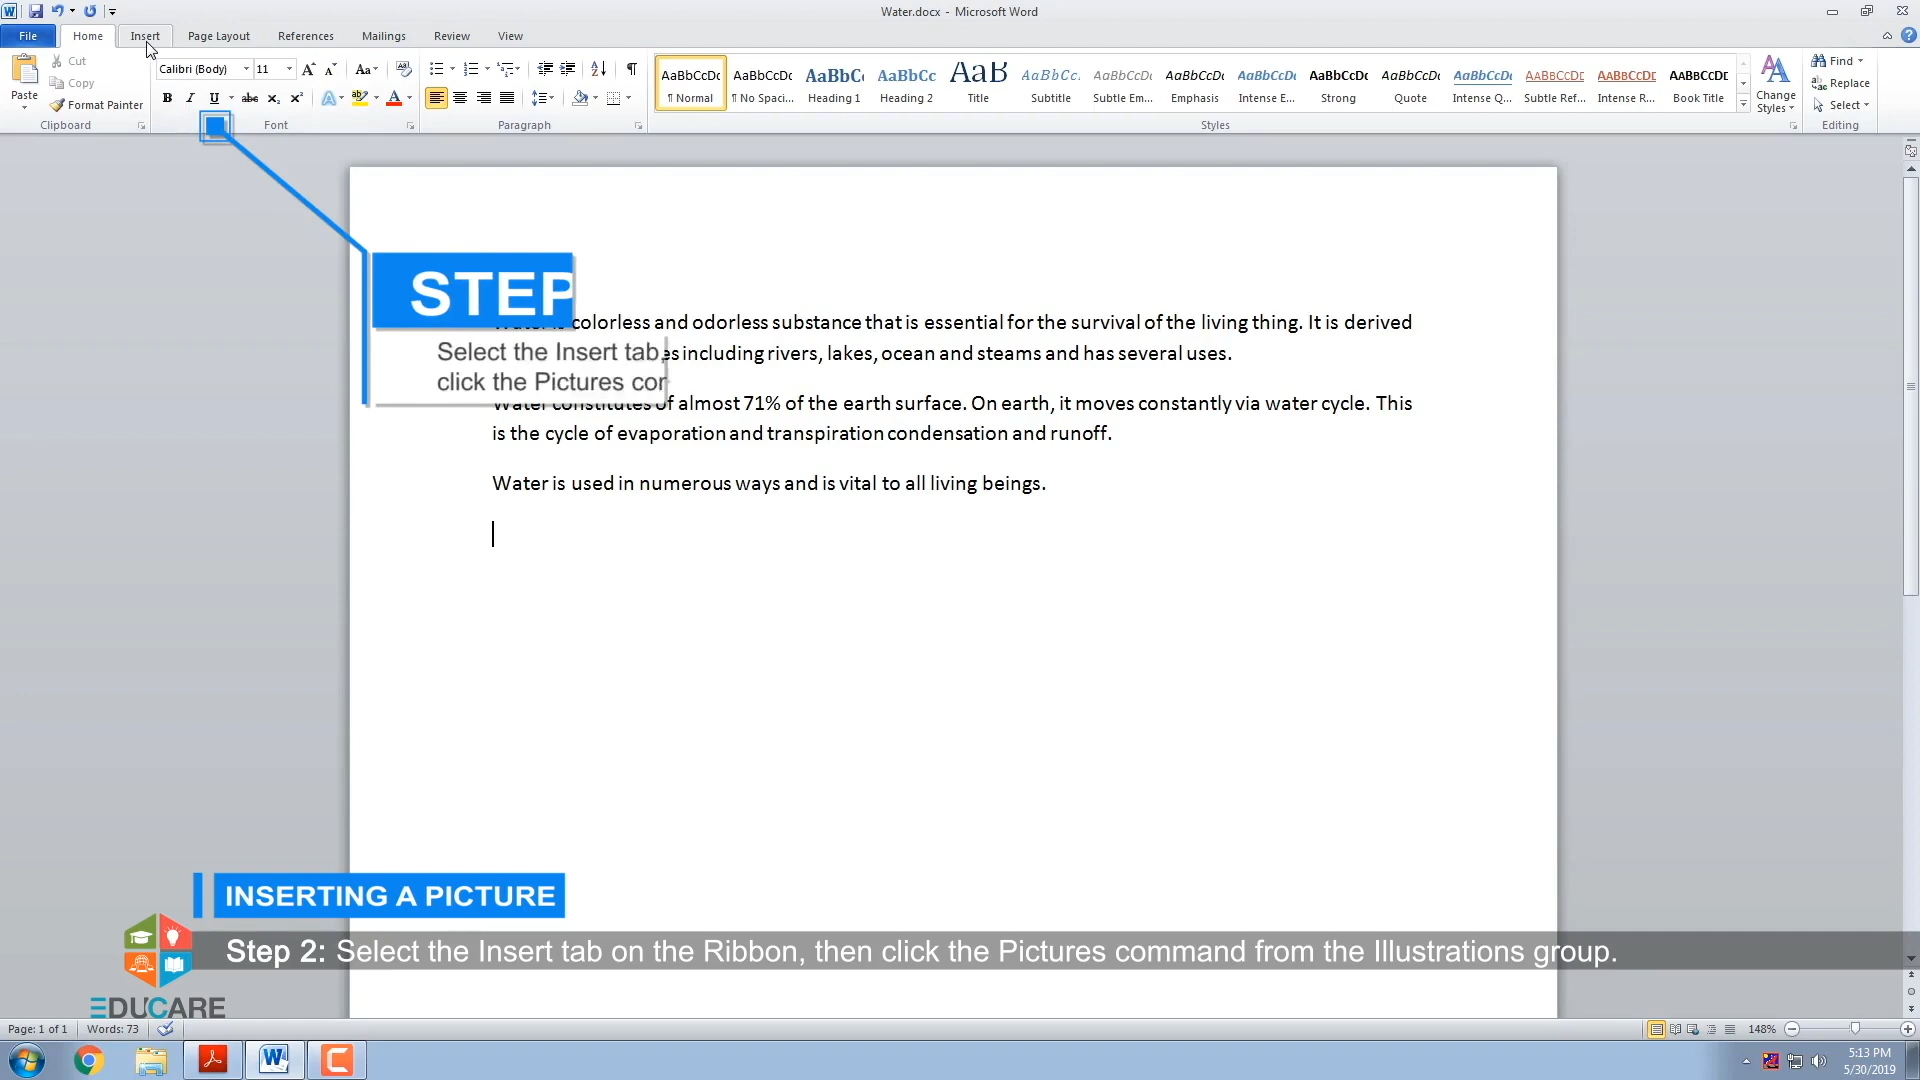 Water.docx - Microsoft Word
File Home Insert Page Layout References Mailings Review View
Cut
Copy
Paste
Format Painter
Clipboard
Calibri (Body) 11
Font
Paragraph
AaBbCcDc AaBbCcDc AaBbCc AaBbCc AaB AaBbCc. AaBbCcDc AaBbCcDc AaBbCcDc AaBbCcDc AaBbCcDc AaBbCcDc AABBCCDE AABBCCDE AABBCCDE
¶ Normal ¶ No Spaci... Heading 1 Heading 2 Title Subtitle Subtle Em... Emphasis Intense E... Strong Quote Intense Q... Subtle Ref... Intense R... Book Title
Styles
Change
Styles
Find
Replace
Select
Editing
STEP
Select the Insert tab,
click the Pictures cor
colorless and odorless substance that is essential for the survival of the living thing. It is derived
es including rivers, lakes, ocean and steams and has several uses.
Water constitutes of almost 71% of the earth surface. On earth, it moves constantly via water cycle. This
is the cycle of evaporation and transpiration condensation and runoff.
Water is used in numerous ways and is vital to all living beings.
INSERTING A PICTURE
Step 2: Select the Insert tab on the Ribbon, then click the Pictures command from the Illustrations group.
EDUCARE
Page: 1 of 1 Words: 73
148%
5:13 PM
5/30/2019